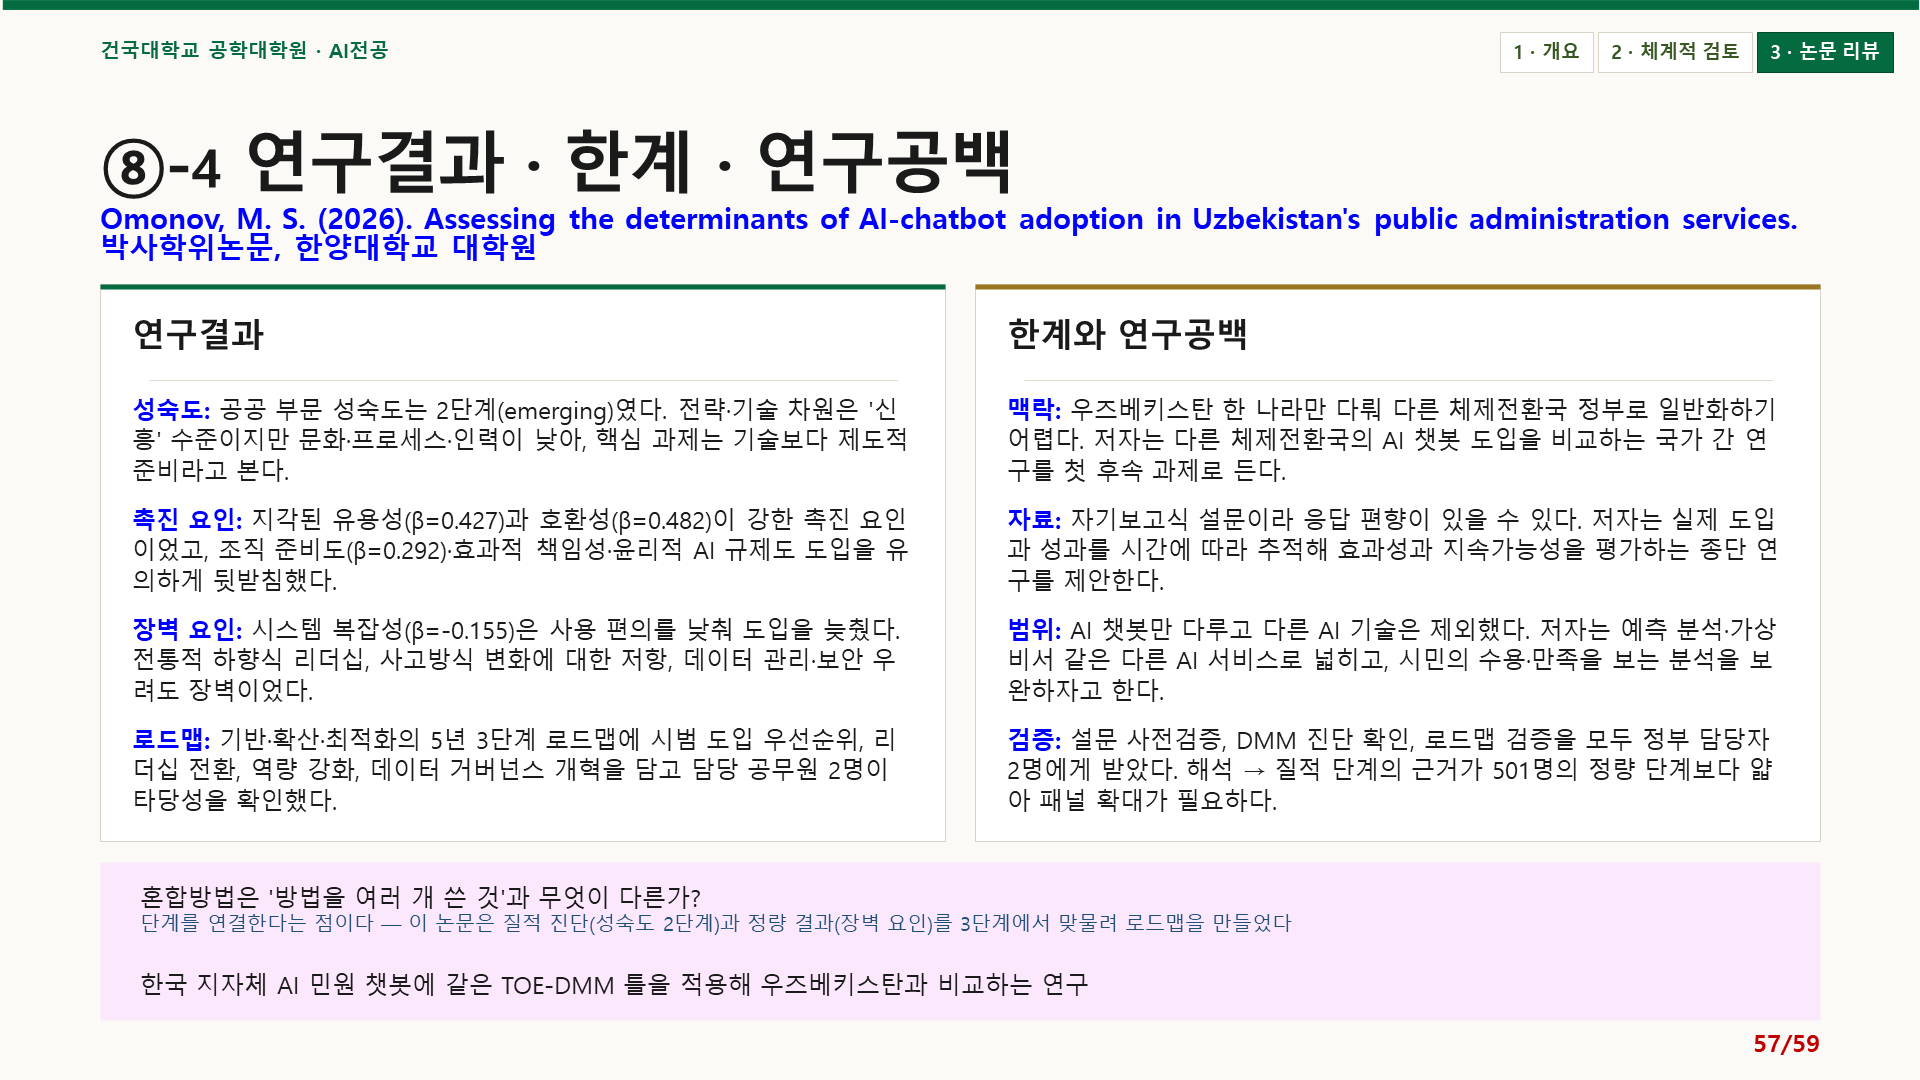 건국대학교 공학대학원 · AI전공
1 · 개요
2 · 체계적 검토
3 · 논문 리뷰
⑧-4 연구결과 · 한계 · 연구공백
Omonov, M. S. (2026). Assessing the determinants of AI-chatbot adoption in Uzbekistan's public administration services.
박사학위논문, 한양대학교 대학원
연구결과
성숙도: 공공 부문 성숙도는 2단계(emerging)였다. 전략·기술 차원은 '신
흥' 수준이지만 문화·프로세스·인력이 낮아, 핵심 과제는 기술보다 제도적
준비라고 본다.
촉진 요인: 지각된 유용성(β=0.427)과 호환성(β=0.482)이 강한 촉진 요인
이었고, 조직 준비도(β=0.292)·효과적 책임성·윤리적 AI 규제도 도입을 유
의하게 뒷받침했다.
장벽 요인: 시스템 복잡성(β=-0.155)은 사용 편의를 낮춰 도입을 늦췄다.
전통적 하향식 리더십, 사고방식 변화에 대한 저항, 데이터 관리·보안 우
려도 장벽이었다.
로드맵: 기반·확산·최적화의 5년 3단계 로드맵에 시범 도입 우선순위, 리
더십 전환, 역량 강화, 데이터 거버넌스 개혁을 담고 담당 공무원 2명이
타당성을 확인했다.
한계와 연구공백
맥락: 우즈베키스탄 한 나라만 다뤄 다른 체제전환국 정부로 일반화하기
어렵다. 저자는 다른 체제전환국의 AI 챗봇 도입을 비교하는 국가 간 연
구를 첫 후속 과제로 든다.
자료: 자기보고식 설문이라 응답 편향이 있을 수 있다. 저자는 실제 도입
과 성과를 시간에 따라 추적해 효과성과 지속가능성을 평가하는 종단 연
구를 제안한다.
범위: AI 챗봇만 다루고 다른 AI 기술은 제외했다. 저자는 예측 분석·가상
비서 같은 다른 AI 서비스로 넓히고, 시민의 수용·만족을 보는 분석을 보
완하자고 한다.
검증: 설문 사전검증, DMM 진단 확인, 로드맵 검증을 모두 정부 담당자
2명에게 받았다. 해석 → 질적 단계의 근거가 501명의 정량 단계보다 얇
아 패널 확대가 필요하다.
혼합방법은 '방법을 여러 개 쓴 것'과 무엇이 다른가?
단계를 연결한다는 점이다 — 이 논문은 질적 진단(성숙도 2단계)과 정량 결과(장벽 요인)를 3단계에서 맞물려 로드맵을 만들었다
한국 지자체 AI 민원 챗봇에 같은 TOE-DMM 틀을 적용해 우즈베키스탄과 비교하는 연구
57/59